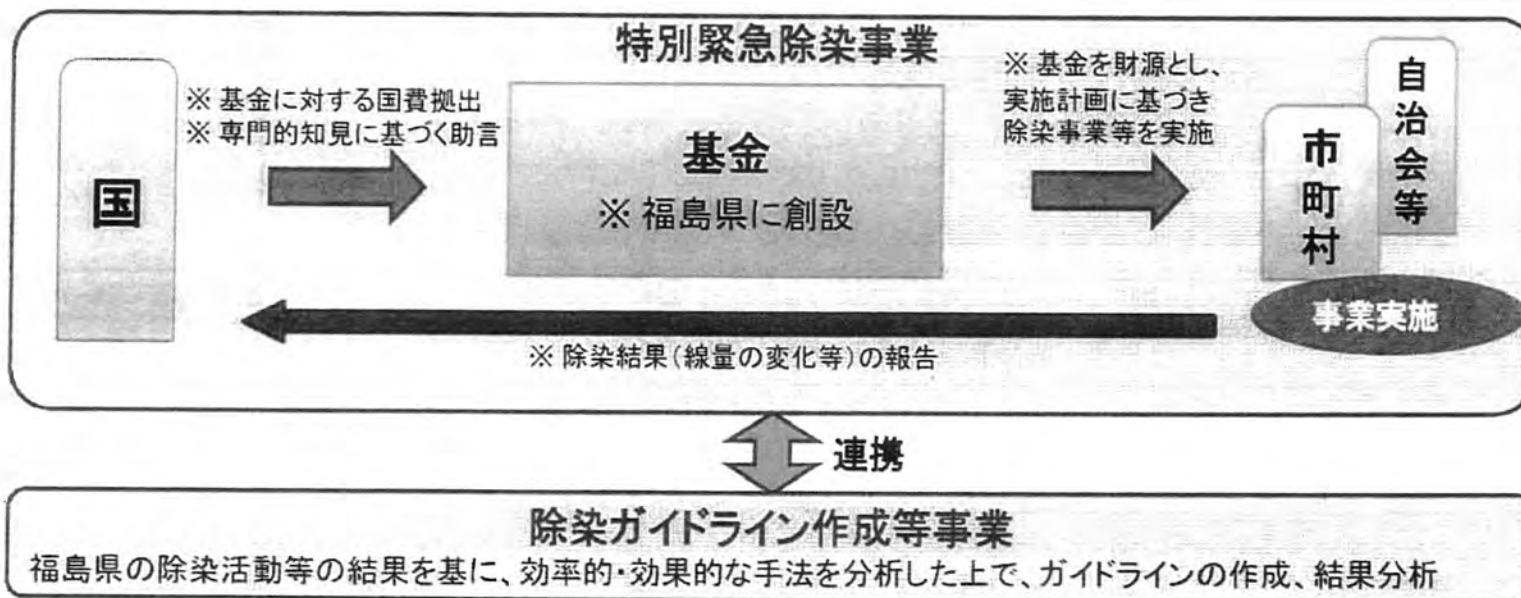 特別緊急除染事業
国
※ 基金に対する国費拠出
※ 専門的知見に基づく助言
基金
※ 福島県に創設
※ 基金を財源とし、
実施計画に基づき
除染事業等を実施
市町村
自治会等
事業実施
※ 除染結果(線量の変化等)の報告
連携
除染ガイドライン作成等事業
福島県の除染活動等の結果を基に、効率的・効果的な手法を分析した上で、ガイドラインの作成、結果分析